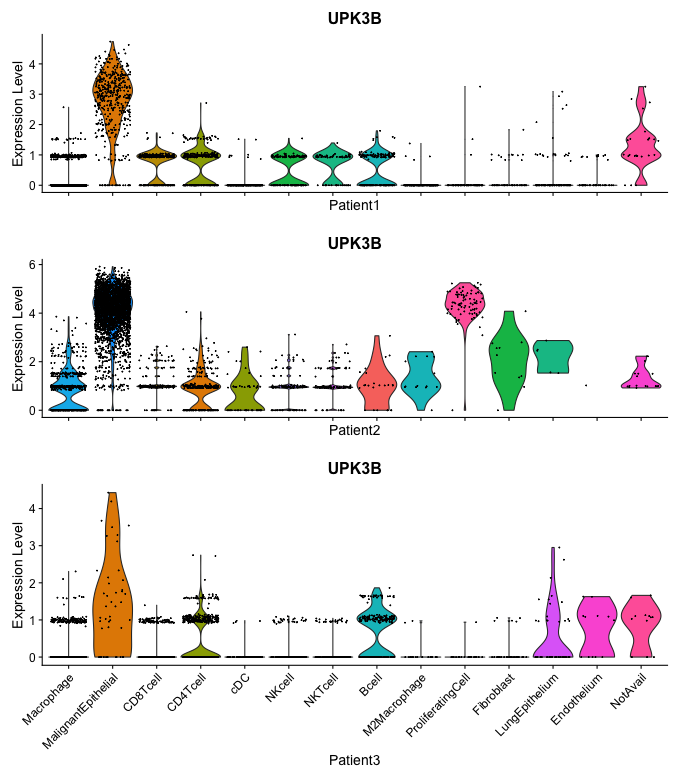 UPK3B
Expression Level
4
3
2
1
0
Patient1
UPK3B
Expression Level
6
4
2
0
Patient2
UPK3B
Expression Level
4
3
2
1
0
Macrophage
MalignantEpithelial
CD8Tcell
CD4Tcell
cDC
NKcell
NKTcell
Bcell
M2Macrophage
ProliferatingCell
Fibroblast
LungEpithelium
Endothelium
NotAvail
Patient3